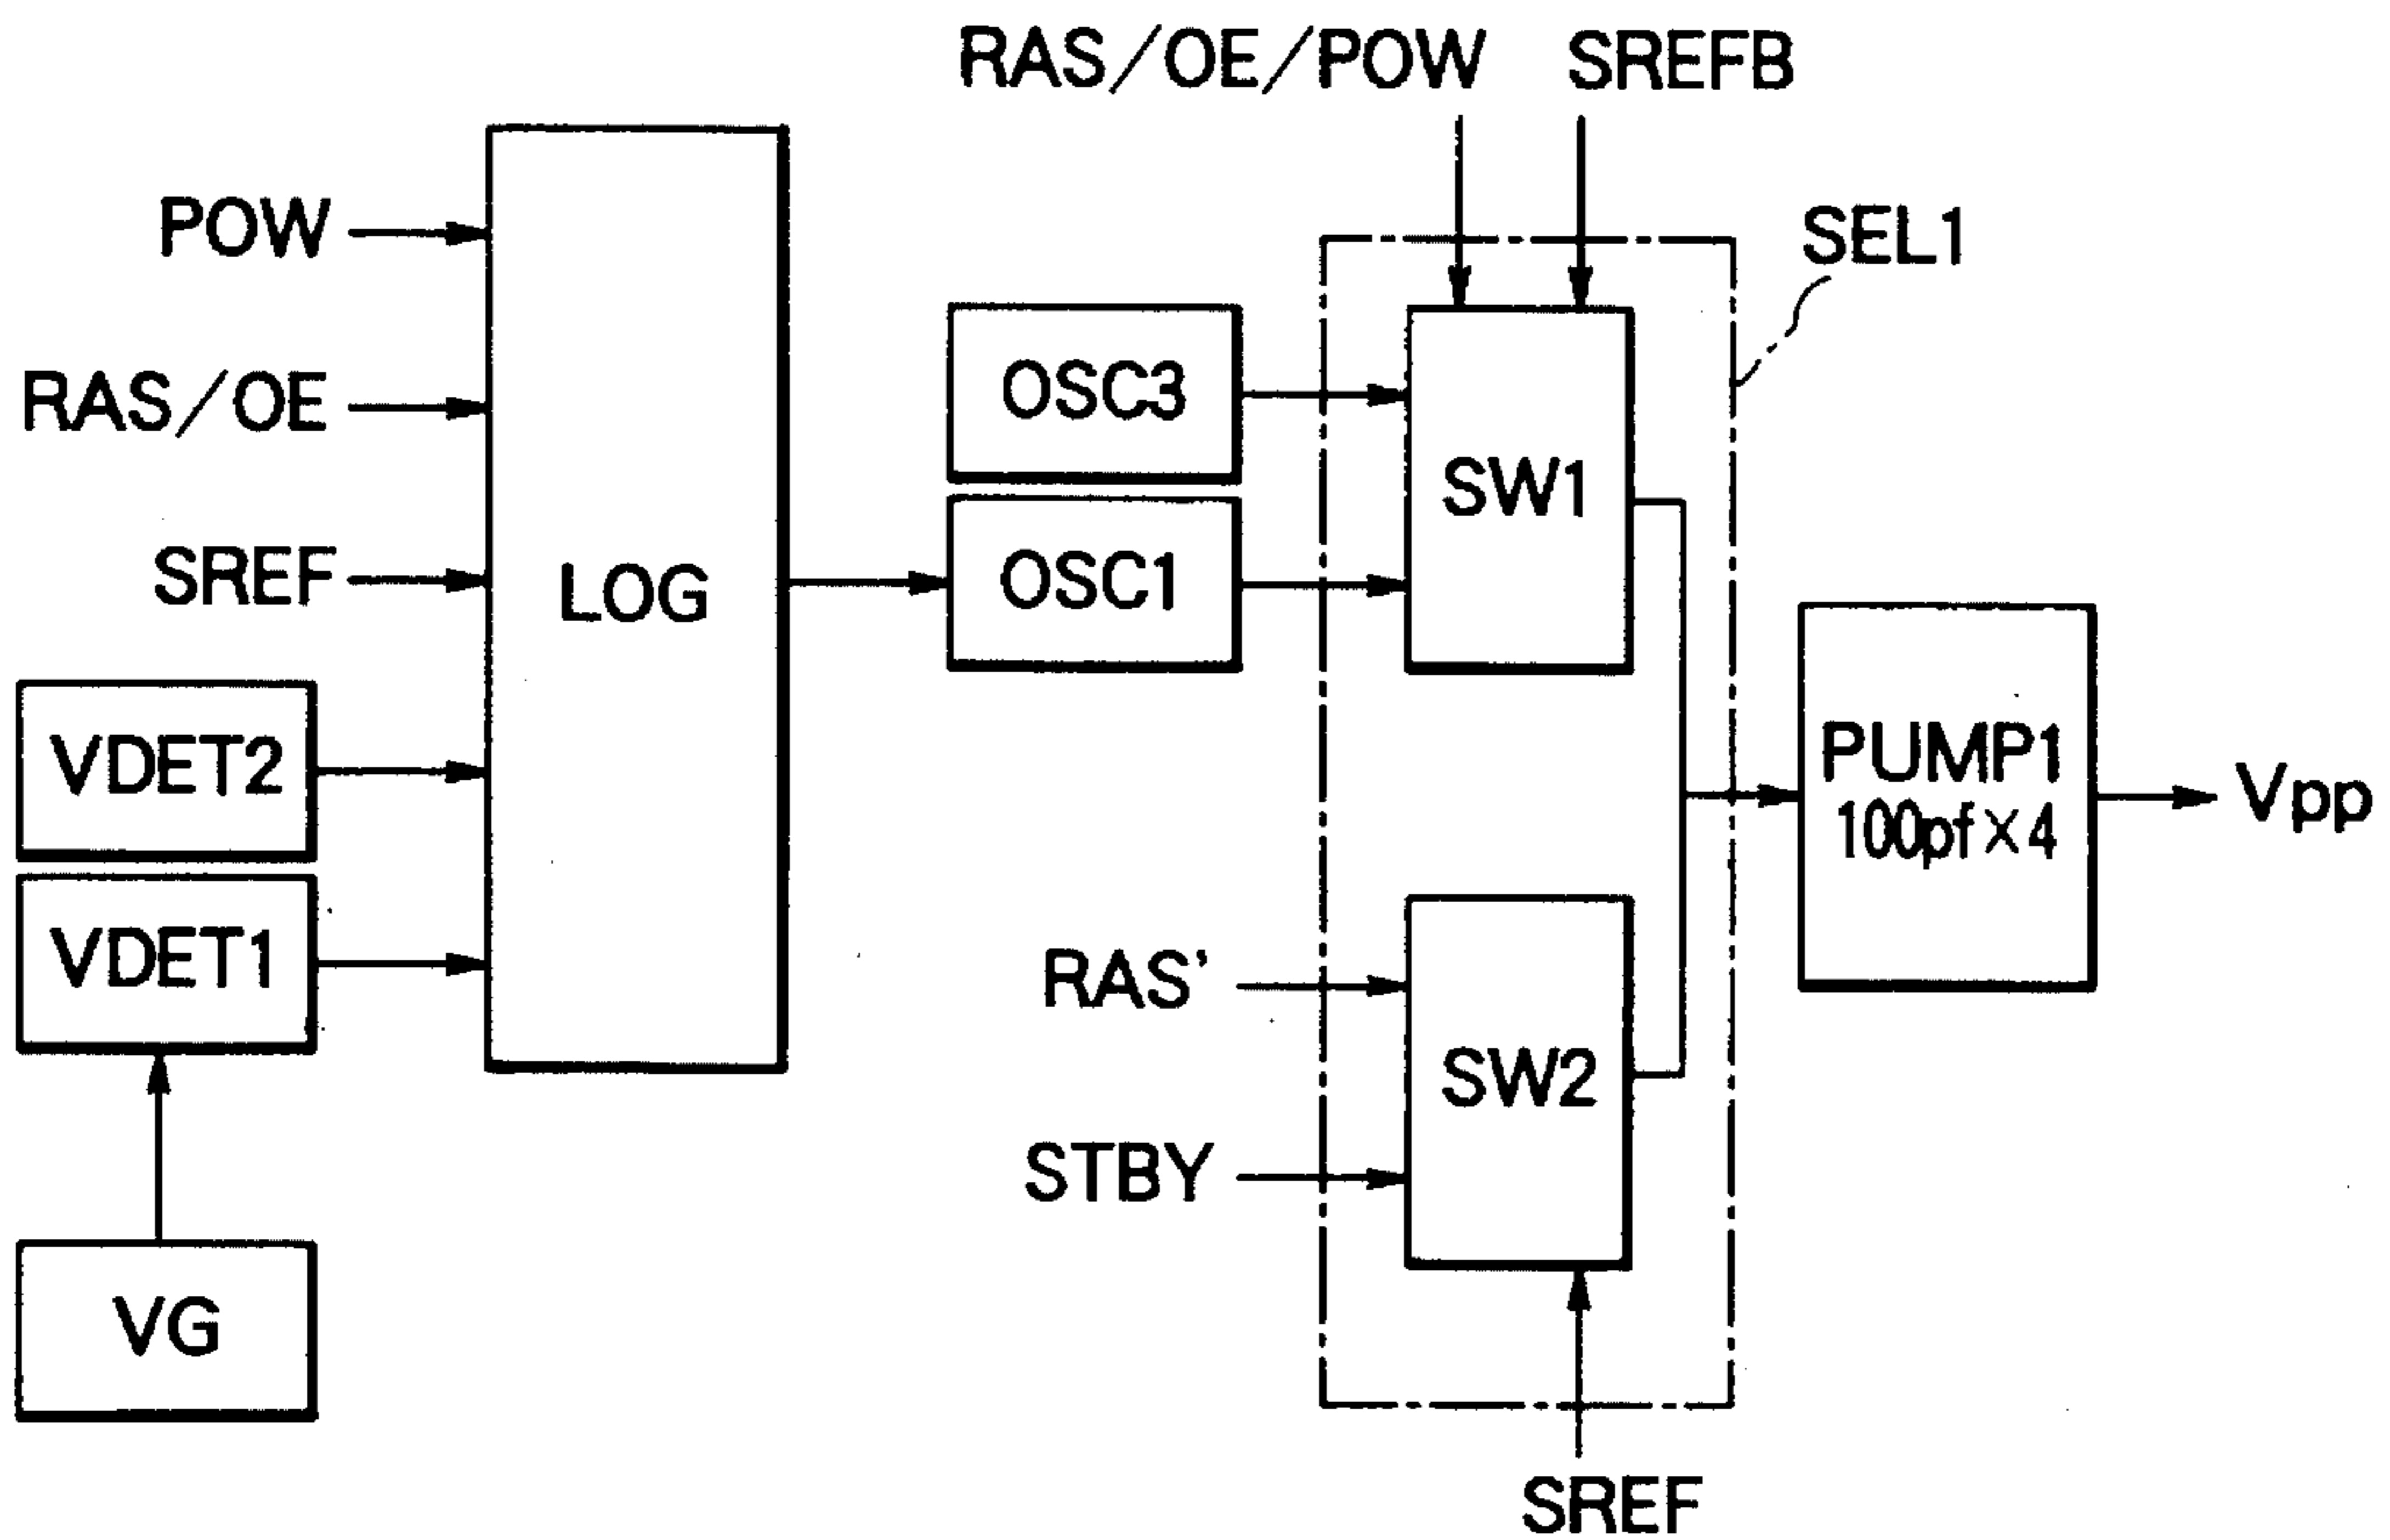 RAS/OE/POW
SREFB
POW
SEL1
RAS/OE
OSC3
SW1
SREF
LOG
OSC1
VDET2
PUMP1
100pf×4
Vpp
VDET1
RAS'
SW2
STBY
VG
SREF